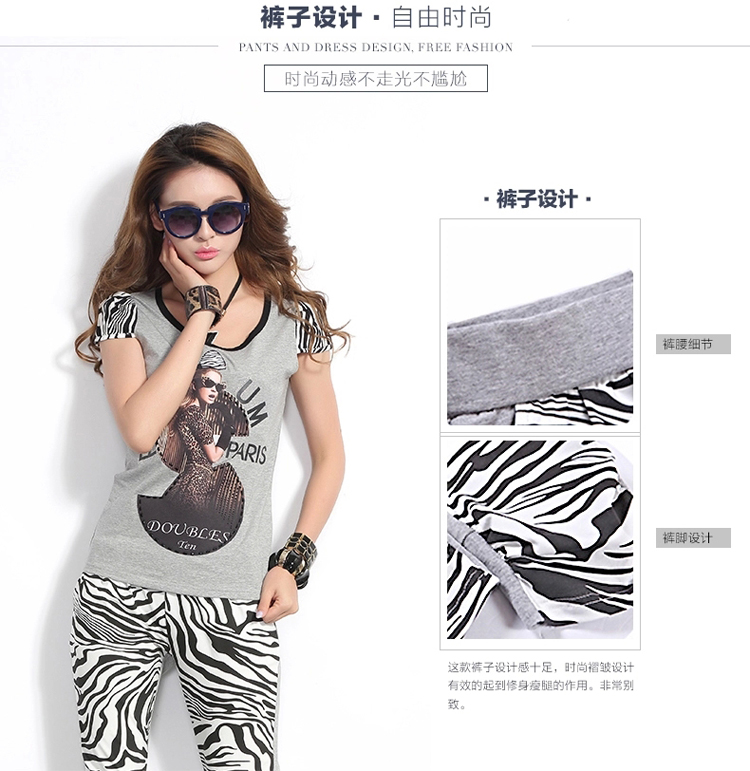 裤子设计·自由时尚
PANTS AND DRESS DESIGN, FREE FASHION
时尚动感不走光不尴尬
·裤子设计·
裤腰细节
UM
PARIS
DOUBLES
Ten
裤脚设计
这款裤子设计感十足，时尚褶皱设计
有效的起到修身瘦腿的作用。非常别
致。